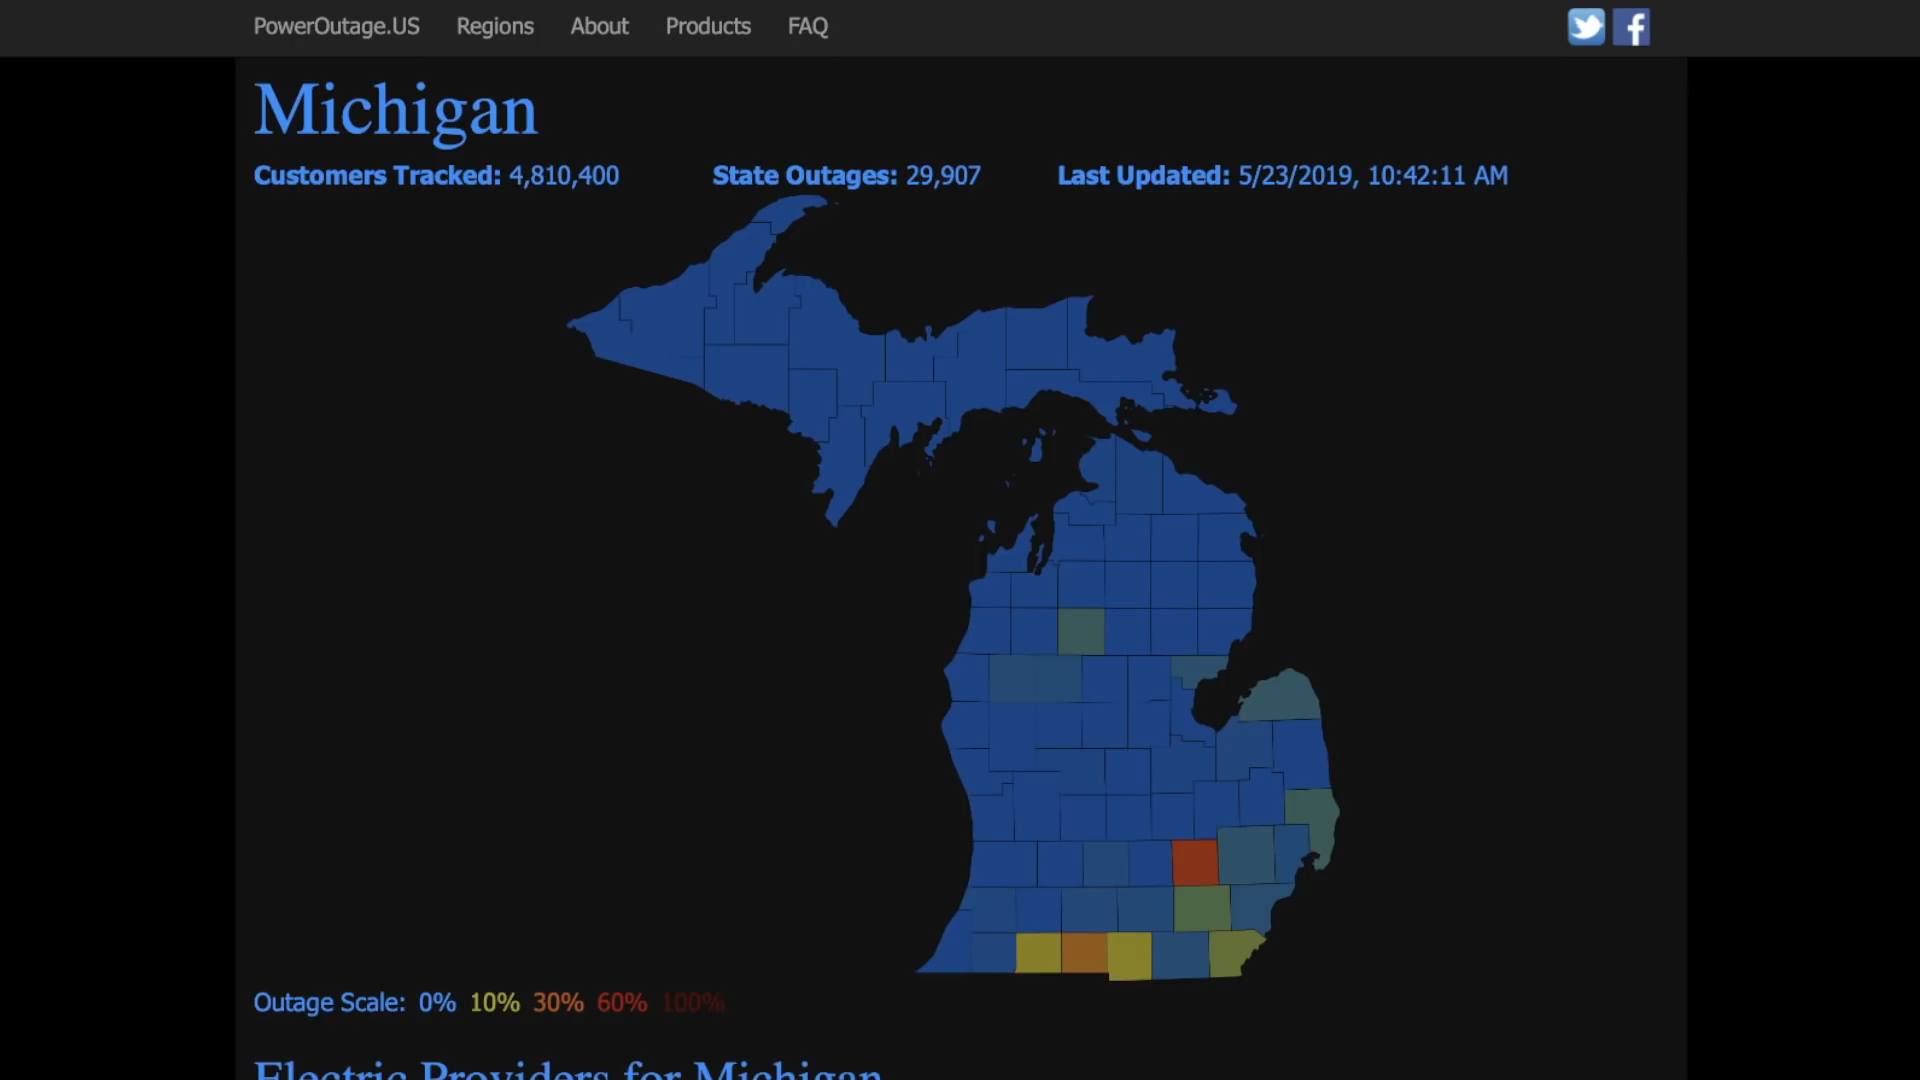 PowerOutage.US Regions About Products FAQ
Michigan
Customers Tracked: 4,810,400 State Outages: 29,907 Last Updated: 5/23/2019, 10:42:11 AM
Outage Scale: 0% 10% 30% 60% 100%
Electric Providers for Michigan